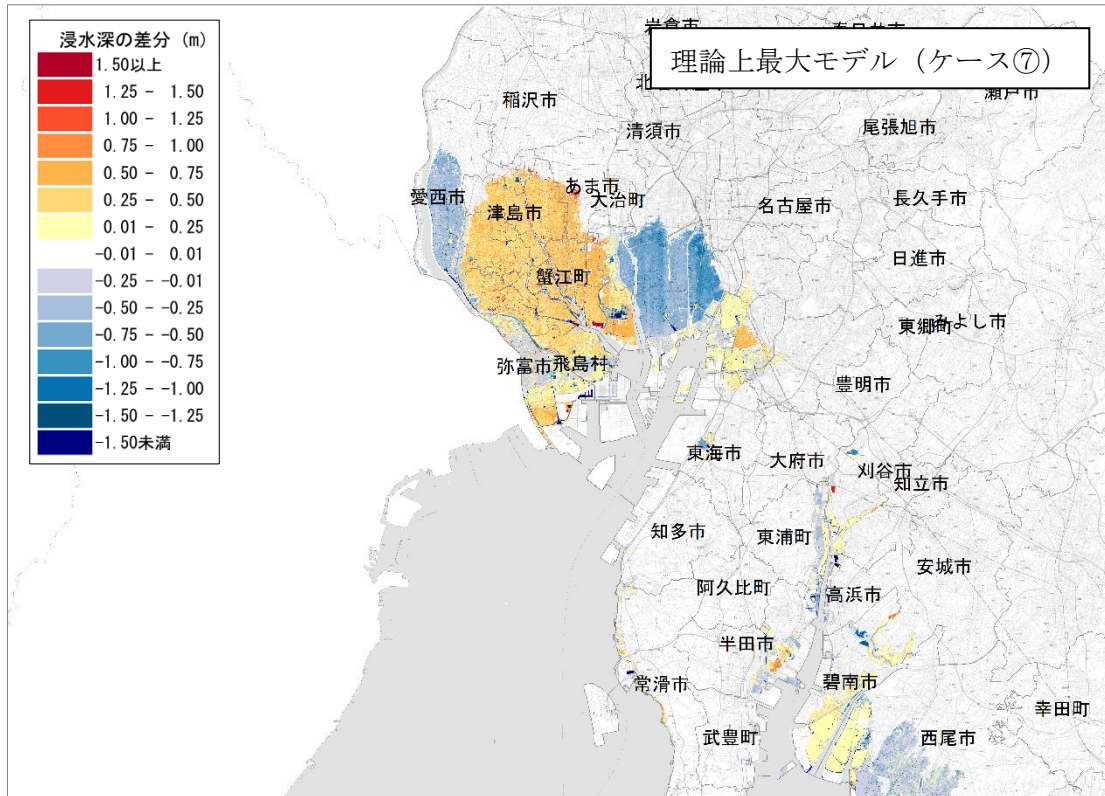 浸水深の差分 (m)
1.50以上
1.25 - 1.50
1.00 - 1.25
0.75 - 1.00
0.50 - 0.75
0.25 - 0.50
0.01 - 0.25
-0.01 - 0.01
-0.25 - -0.01
-0.50 - -0.25
-0.75 - -0.50
-1.00 - -0.75
-1.25 - -1.00
-1.50 - -1.25
-1.50未満
理論上最大モデル（ケース⑦）
岩倉市
稲沢市
瀬戸市
清須市
尾張旭市
愛西市
津島市
あま市
大治町
名古屋市
長久手市
日進市
蟹江町
東郷町
みよし市
弥富市
飛島村
豊明市
東海市
大府市
刈谷市
知立市
知多市
東浦町
安城市
阿久比町
高浜市
半田市
常滑市
碧南市
幸田町
武豊町
西尾市